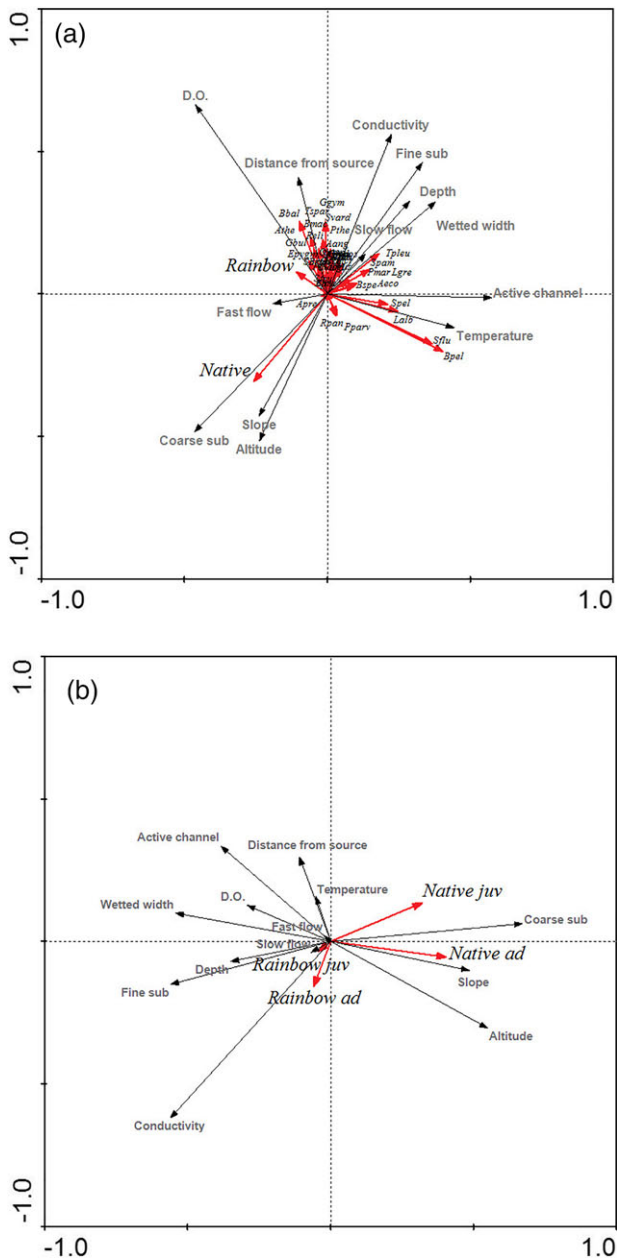 1.0
(a)
D.O.
Conductivity
Fine sub
Distance from source
Ggym
Depth
Tspar
Bbal
Svard
Wetted width
Bmac
Athe
Pthe
Slow flow
Gbul
Aang
Tpleu
Rainbow
Spam
Pmar Lgre
Bspe
Aeco
Active channel
Fast flow
Apro
Spel
Lalb
Rpan
Pparv
Temperature
Sflu
Bpel
Native
Slope
Coarse sub
Altitude
-1.0
-1.0
1.0
1.0
(b)
Active channel
Distance from source
Temperature
Native juv
Wetted width
D.O.
Coarse sub
Fast flow
Slow flow
Native ad
Rainbow juv
Depth
Slope
Fine sub
Rainbow ad
Altitude
Conductivity
-1.0
-1.0
1.0